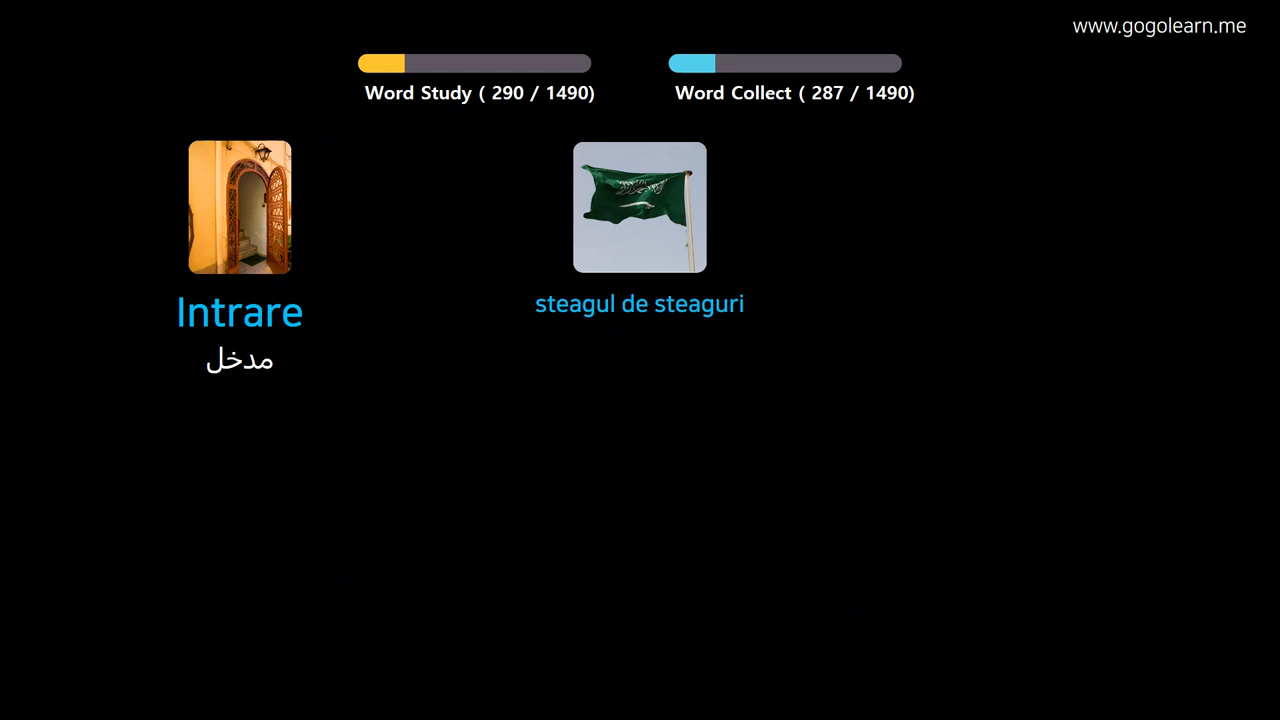 www.gogolearn.me
Word Study ( 290 / 1490)
Word Collect ( 287 / 1490)
Intrare
مدخل
steagul de steaguri